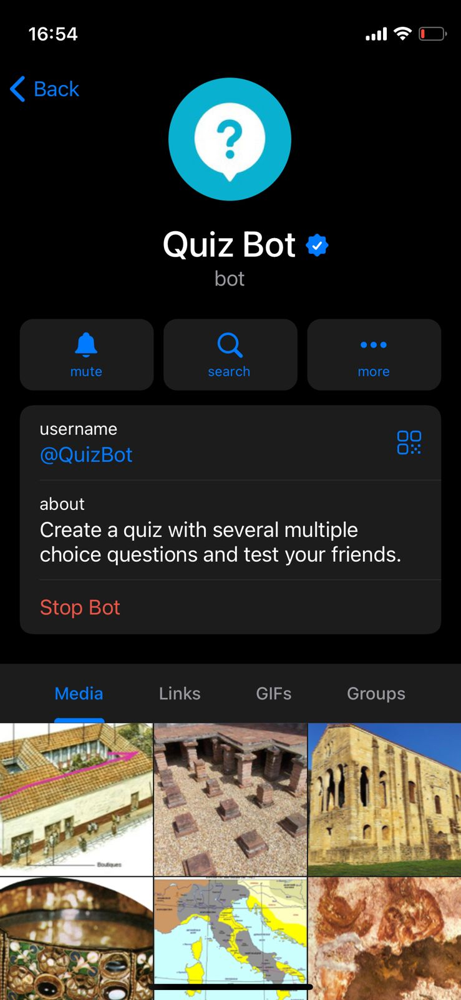 16:54
Back
?
Quiz Bot
bot
mute
search
more
username
@QuizBot
about
Create a quiz with several multiple
choice questions and test your friends.
Stop Bot
Media
Links
GIFs
Groups
Boutiques